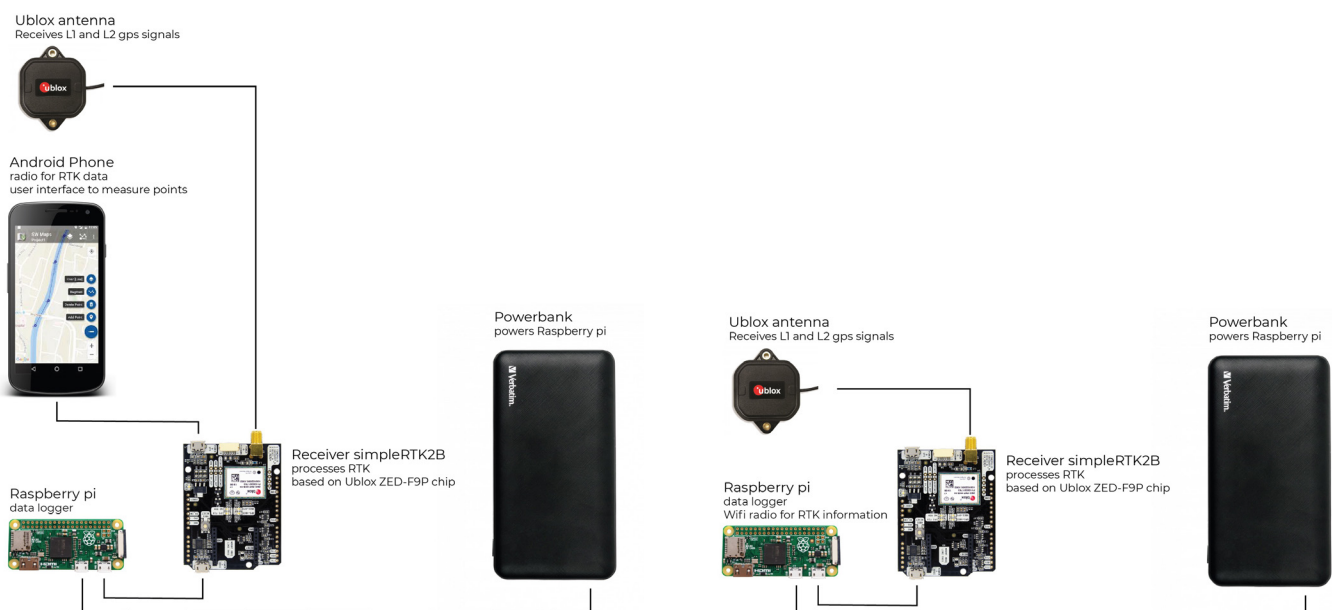 Ublox antenna
Receives L1 and L2 gps signals
ublox
Android Phone
radio for RTK data
user interface to measure points
SW Maps
Project1
Raspberry pi
data logger
Receiver simpleRTK2B
processes RTK
based on Ublox ZED-F9P chip
Powerbank
powers Raspberry pi
Verbatim.
Ublox antenna
Receives L1 and L2 gps signals
ublox
Raspberry pi
data logger
Wifi radio for RTK information
Receiver simpleRTK2B
processes RTK
based on Ublox ZED-F9P chip
Powerbank
powers Raspberry pi
Verbatim.